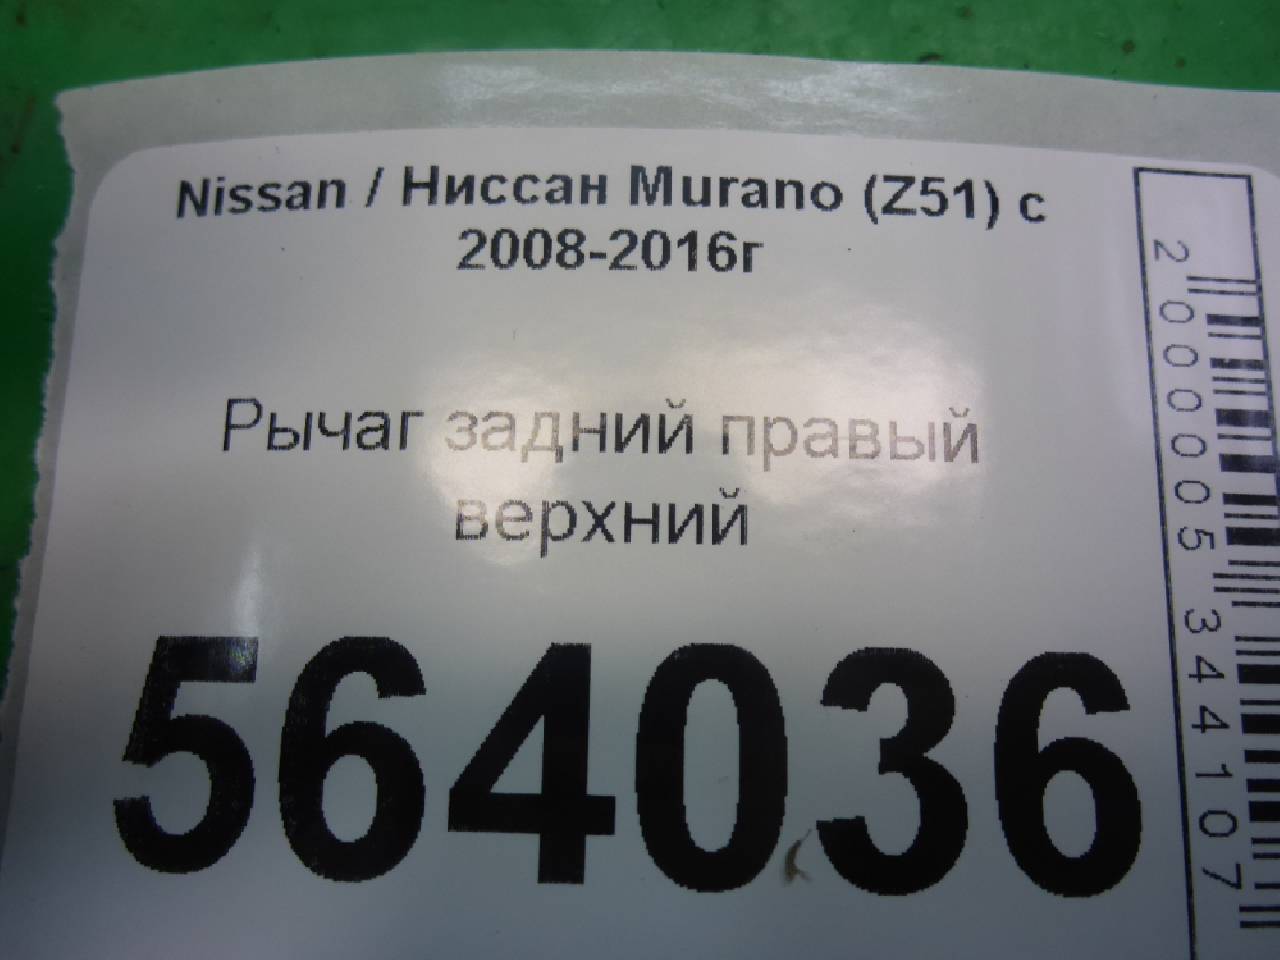 Nissan / Ниссан Murano (Z51) с
2008-2016г
Рычаг задний правый
верхний
564036
2000005344107